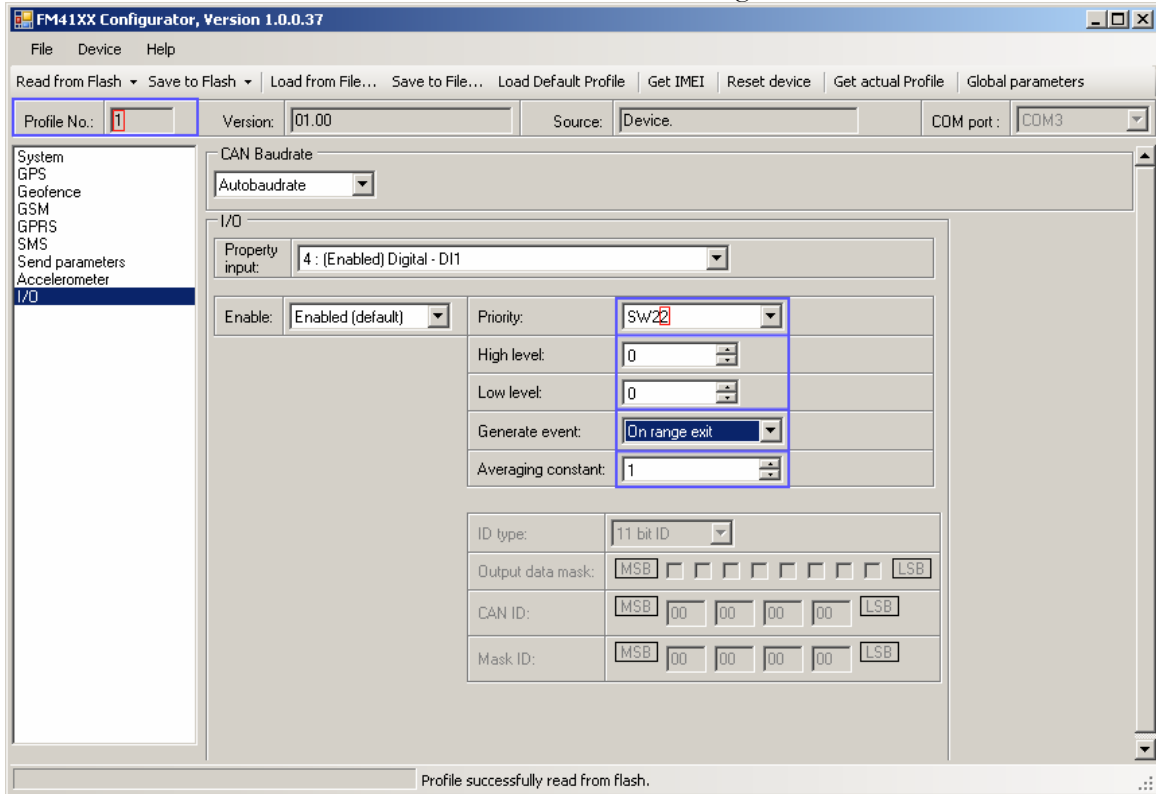 FM41XX Configurator, Version 1.0.0.37
File Device Help
Read from Flash Save to Flash Load from File... Save to File... Load Default Profile Get IMEI Reset device Get actual Profile Global parameters
Profile No.: 1 Version: 01.00 Source: Device. COM port : COM3
System
GPS
Geofence
GSM
GPRS
SMS
Send parameters
Accelerometer
I/O
CAN Baudrate
Autobaudrate
I/O
Property input: 4 : (Enabled) Digital - DI1
Enable: Enabled (default) Priority: SW22
High level: 0
Low level: 0
Generate event: On range exit
Averaging constant: 1
ID type: 11 bit ID
Output data mask: MSB LSB
CAN ID: MSB 00 00 00 00 LSB
Mask ID: MSB 00 00 00 00 LSB
Profile successfully read from flash.